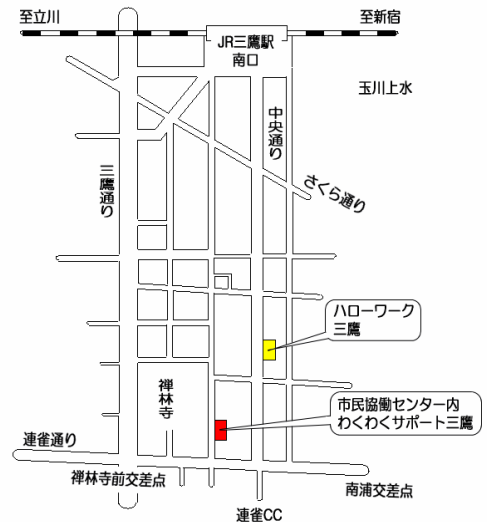 至立川
至新宿
JR三鷹駅
南口
玉川上水
中央通り
三鷹通り
さくら通り
ハローワーク
三鷹
禅林寺
市民協働センター内
わくわくサポート三鷹
連雀通り
禅林寺前交差点
南浦交差点
連雀CC